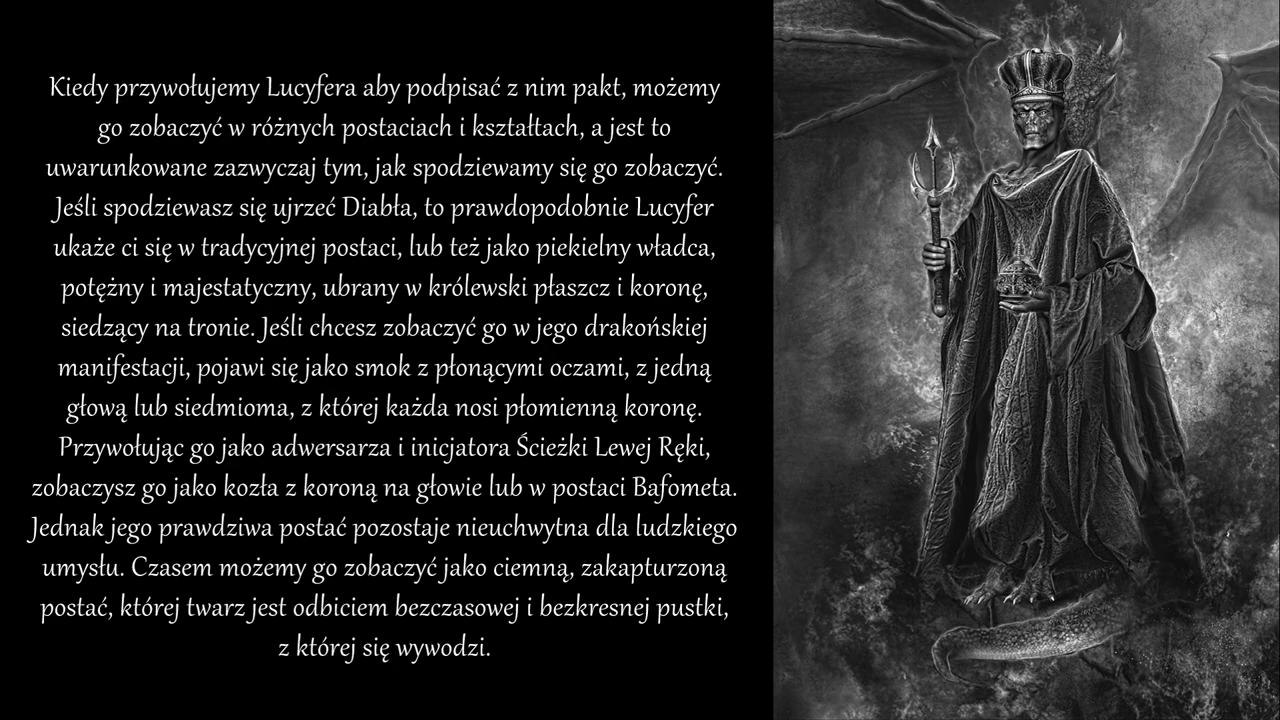 Kiedy przywołujemy Lucyfera aby podpisać z nim pakt, możemy
go zobaczyć w różnych postaciach i kształtach, a jest to
uwarunkowane zazwyczaj tym, jak spodziewamy się go zobaczyć.
Jeśli spodziewasz się ujrzeć Diabła, to prawdopodobnie Lucyfer
ukaże ci się w tradycyjnej postaci, lub też jako piekielny władca,
potężny i majestatyczny, ubrany w królewski płaszcz i koronę,
siedzący na tronie. Jeśli chcesz zobaczyć go w jego drakońskiej
manifestacji, pojawi się jako smok z płonącymi oczami, z jedną
głową lub siedmioma, z której każda nosi płomienną koronę.
Przywołując go jako adwersarza i inicjatora Ścieżki Lewej Ręki,
zobaczysz go jako kozła z koroną na głowie lub w postaci Bafometa.
Jednak jego prawdziwa postać pozostaje nieuchwytna dla ludzkiego
umysłu. Czasem możemy go zobaczyć jako ciemną, zakapturzoną
postać, której twarz jest odbiciem bezczasowej i bezkresnej pustki,
z której się wywodzi.